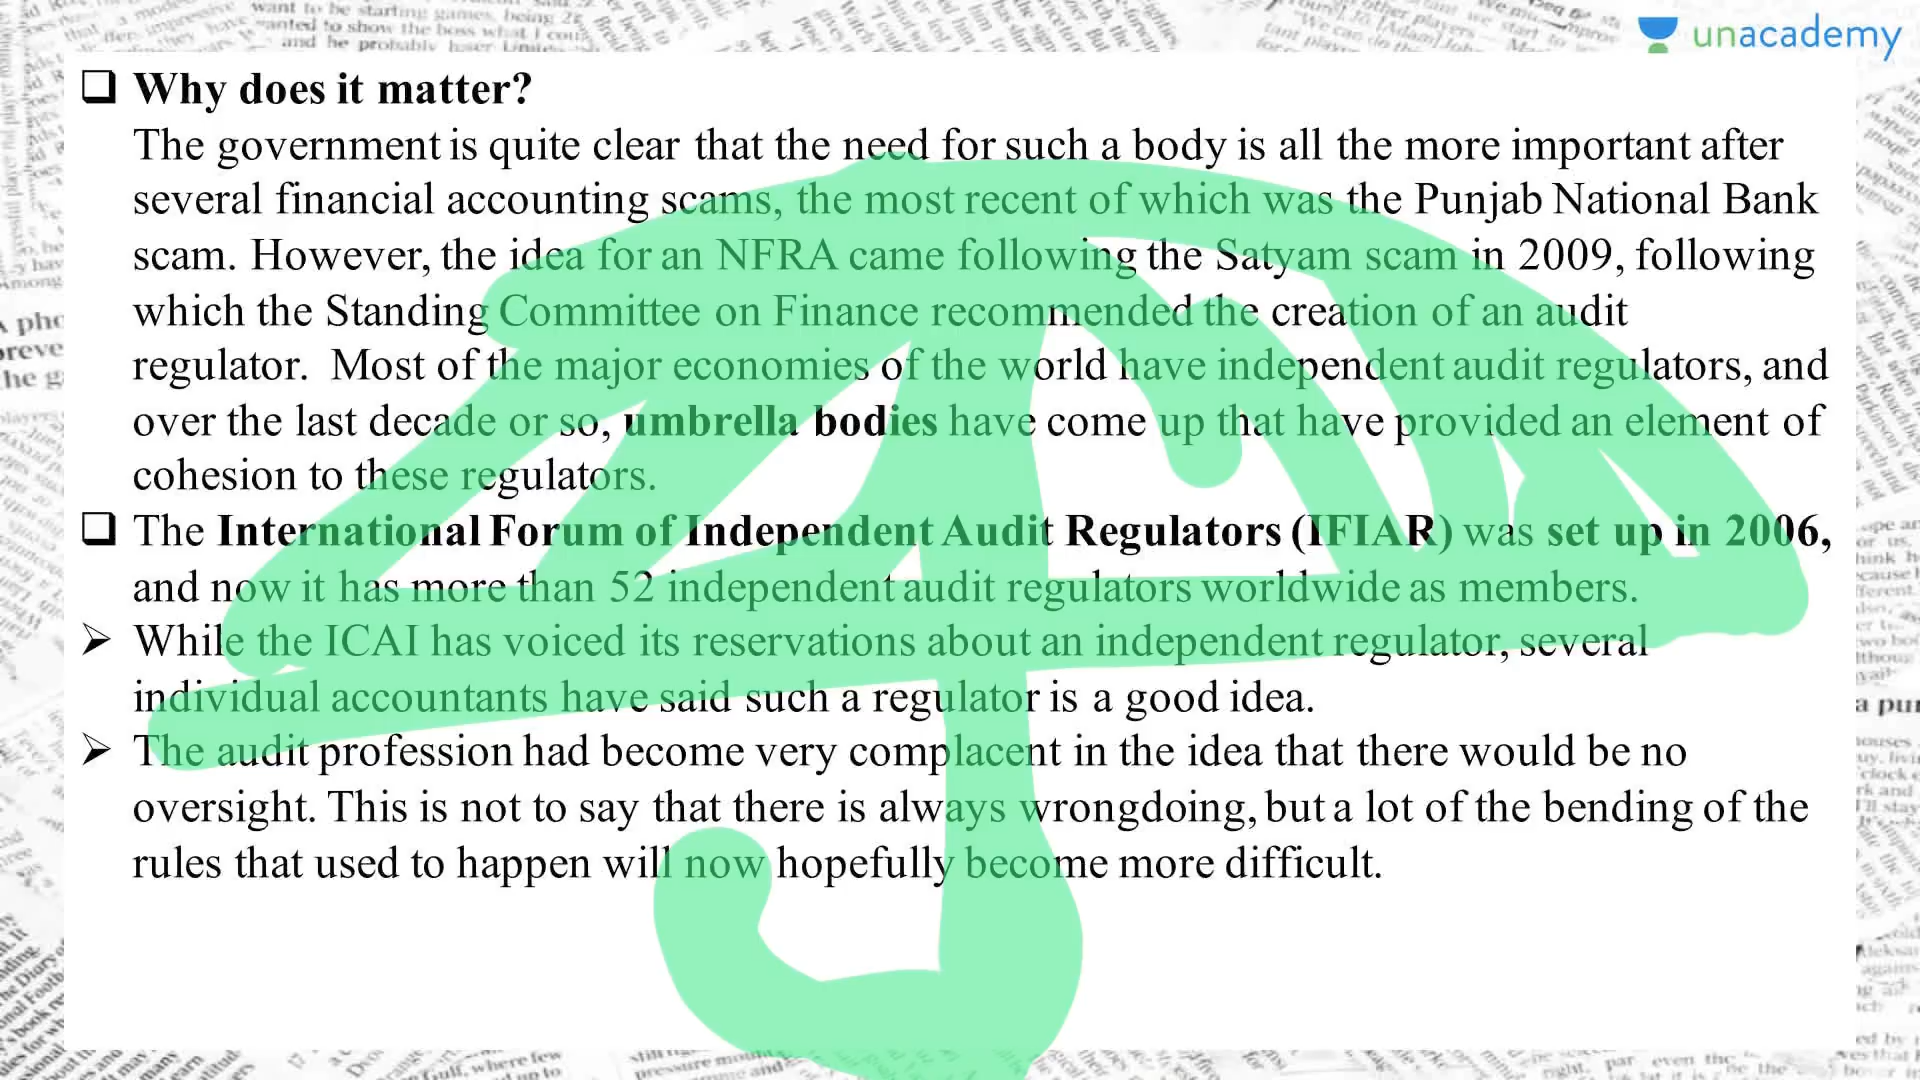 unacademy
Why does it matter?
The government is quite clear that the need for such a body is all the more important after
several financial accounting scams, the most recent of which was the Punjab National Bank
scam. However, the idea for an NFRA came following the Satyam scam in 2009, following
which the Standing Committee on Finance recommended the creation of an audit
regulator. Most of the major economies of the world have independent audit regulators, and
over the last decade or so, umbrella bodies have come up that have provided an element of
cohesion to these regulators.
The International Forum of Independent Audit Regulators (IFIAR) was set up in 2006,
and now it has more than 52 independent audit regulators worldwide as members.
While the ICAI has voiced its reservations about an independent regulator, several
individual accountants have said such a regulator is a good idea.
The audit profession had become very complacent in the idea that there would be no
oversight. This is not to say that there is always wrongdoing, but a lot of the bending of the
rules that used to happen will now hopefully become more difficult.